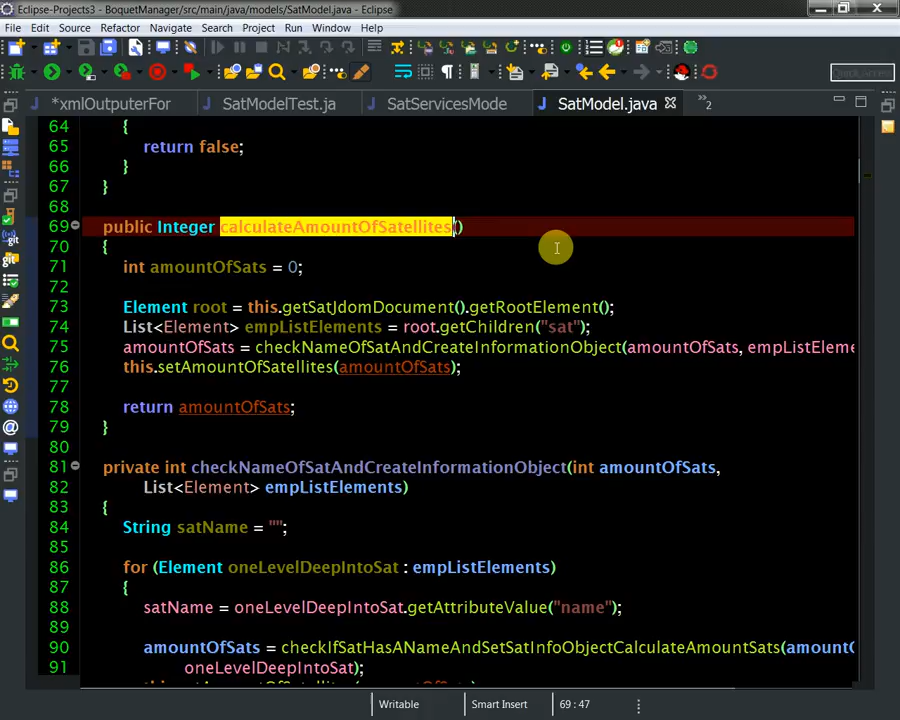 Eclipse-Projects3 - BoquetManager/src/main/java/models/SatModel.java - Eclipse
File Edit Source Refactor Navigate Search Project Run Window Help
Quick Access
*xmlOutputerFor SatModelTest.ja SatServicesMode SatModel.java »2
64 {
65 return false;
66 }
67 }
68
69 public Integer calculateAmountOfSatellites()
70 {
71 int amountOfSats = 0;
72
73 Element root = this.getSatJdomDocument().getRootElement();
74 List<Element> empListElements = root.getChildren("sat");
75 amountOfSats = checkNameOfSatAndCreateInformationObject(amountOfSats, empListEleme
76 this.setAmountOfSatellites(amountOfSats);
77
78 return amountOfSats;
79 }
80
81 private int checkNameOfSatAndCreateInformationObject(int amountOfSats,
82 List<Element> empListElements)
83 {
84 String satName = "";
85
86 for (Element oneLevelDeepIntoSat : empListElements)
87 {
88 satName = oneLevelDeepIntoSat.getAttributeValue("name");
89
90 amountOfSats = checkIfSatHasANameAndSetSatInfoObjectCalculateAmountSats(amountO
91 oneLevelDeepIntoSat);
Writable Smart Insert 69 : 47